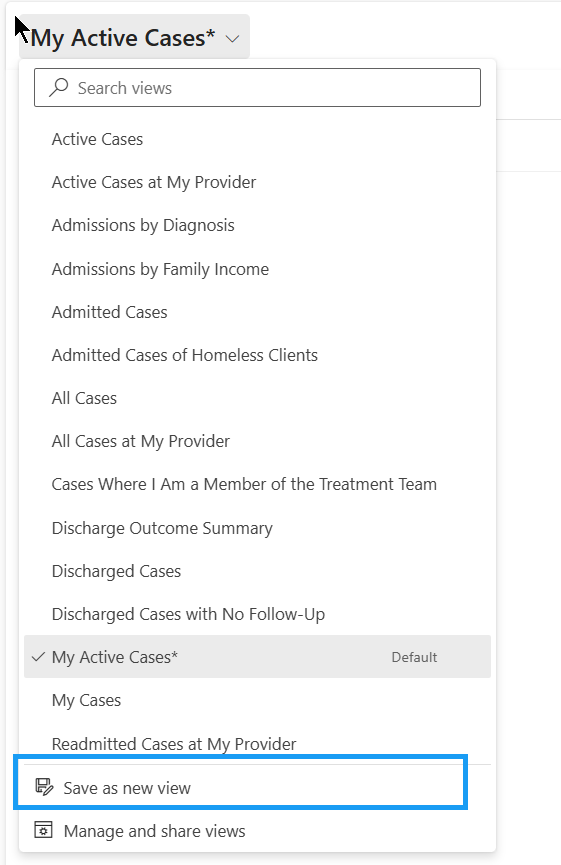 My Active Cases*
Search views
Active Cases
Active Cases at My Provider
Admissions by Diagnosis
Admissions by Family Income
Admitted Cases
Admitted Cases of Homeless Clients
All Cases
All Cases at My Provider
Cases Where I Am a Member of the Treatment Team
Discharge Outcome Summary
Discharged Cases
Discharged Cases with No Follow-Up
My Active Cases* Default
My Cases
Readmitted Cases at My Provider
Save as new view
Manage and share views